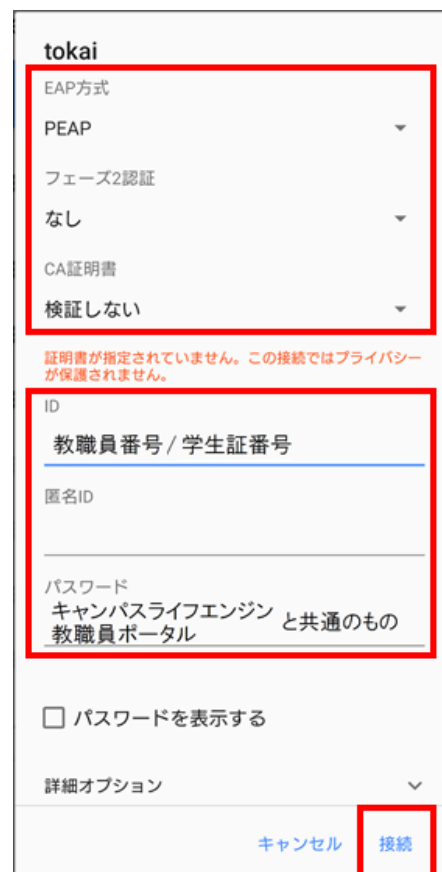 tokai
EAP方式
PEAP
フェーズ2認証
なし
CA証明書
検証しない
証明書が指定されていません。この接続ではプライバシー
が保護されません。
ID
教職員番号/学生証番号
匿名ID
パスワード
キャンパスライフエンジン
教職員ポータル
と共通のもの
パスワードを表示する
詳細オプション
キャンセル 接続